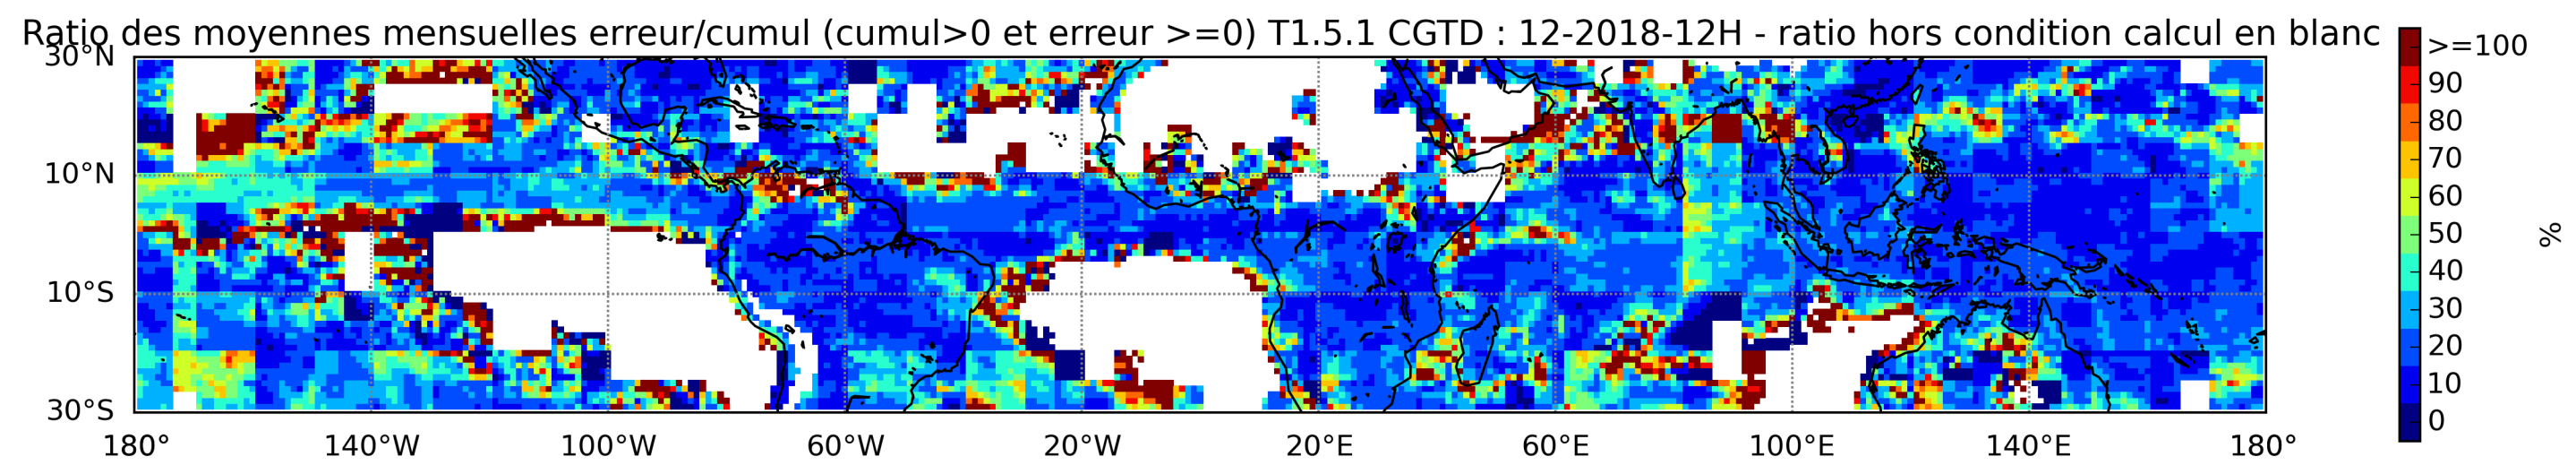 Ratio des moyennes mensuelles erreur/cumul (cumul>0 et erreur >=0) T1.5.1 CGTD : 12-2018-12H - ratio hors condition calcul en blanc
30°N
10°N
10°S
30°S
180° 140°W 100°W 60°W 20°W 20°E 60°E 100°E 140°E 180°
>=100
90
80
70
60
50
40
30
20
10
0
%